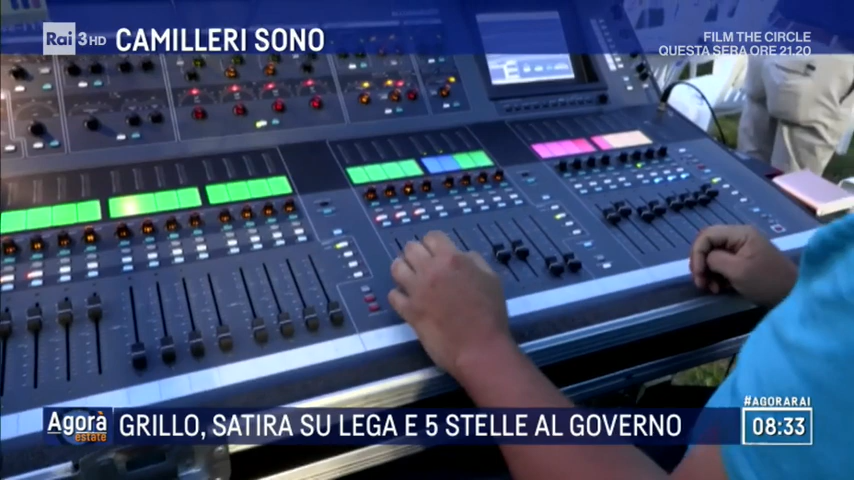 Rai 3HD
CAMILLERI SONO
FILM THE CIRCLE
QUESTA SERA ORE 21.20
Agorà
estate
GRILLO, SATIRA SU LEGA E 5 STELLE AL GOVERNO
#AGORARAI
08:33